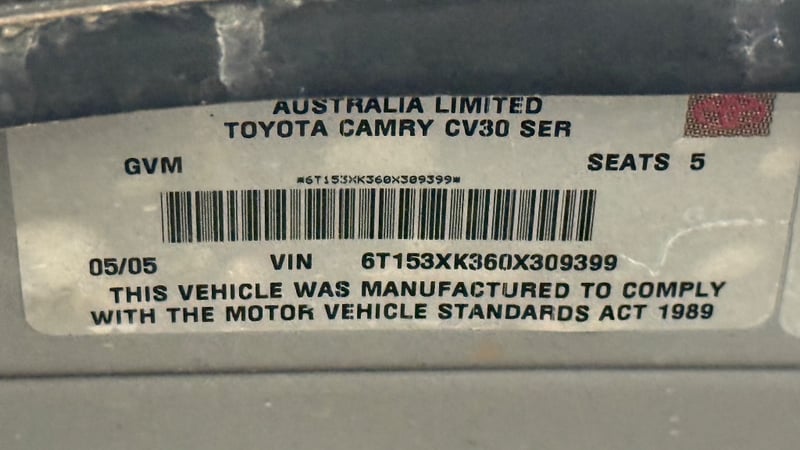 AUSTRALIA LIMITED
TOYOTA CAMRY CV30 SER
GVM SEATS 5
*6T153XK360X309399*
05/05 VIN 6T153XK360X309399
THIS VEHICLE WAS MANUFACTURED TO COMPLY
WITH THE MOTOR VEHICLE STANDARDS ACT 1989